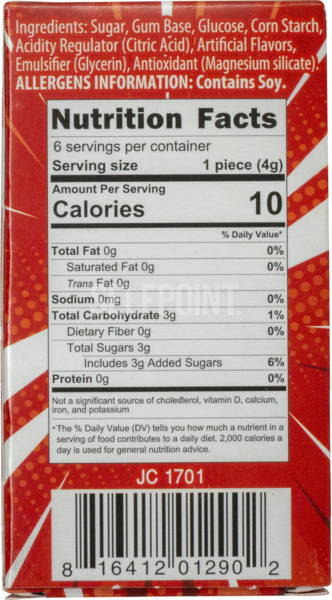 Ingredients: Sugar, Gum Base, Glucose, Corn Starch,
Acidity Regulator (Citric Acid), Artificial Flavors,
Emulsifier (Glycerin), Antioxidant (Magnesium silicate).
ALLERGENS INFORMATION: Contains Soy.
Nutrition Facts
6 servings per container
Serving size 1 piece (4g)
Amount Per Serving
Calories 10
% Daily Value*
Total Fat 0g 0%
Saturated Fat 0g 0%
Trans Fat 0g
Sodium 0mg 0%
Total Carbohydrate 3g 1%
Dietary Fiber 0g 0%
Total Sugars 3g
Includes 3g Added Sugars 6%
Protein 0g 0%
Not a significant source of cholesterol, vitamin D, calcium,
iron, and potassium
*The % Daily Value (DV) tells you how much a nutrient in a
serving of food contributes to a daily diet. 2,000 calories a
day is used for general nutrition advice.
JC 1701
8 16412 01290 2